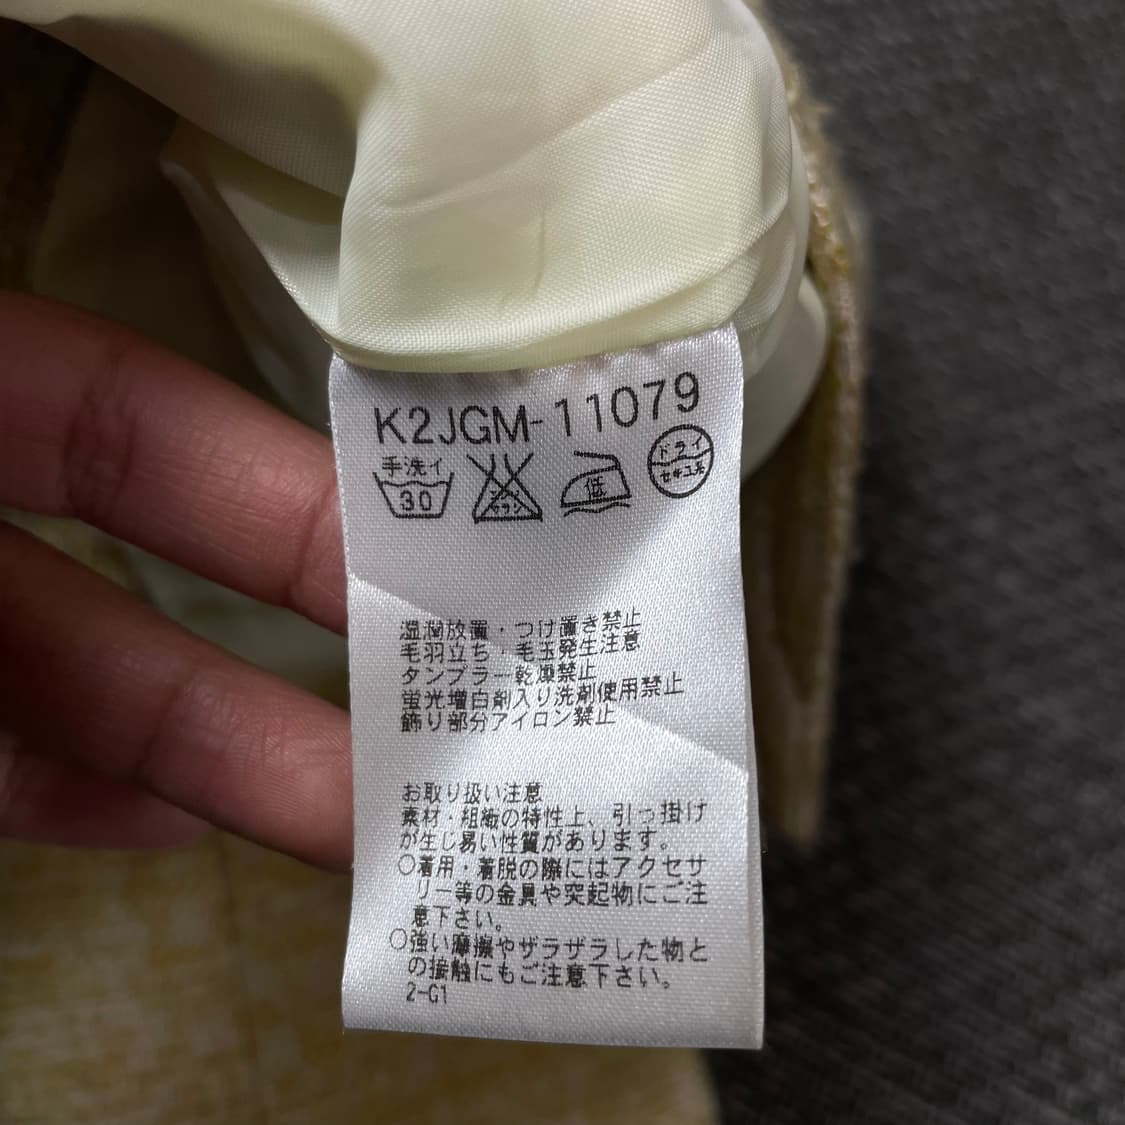 K2JGM-11079
手洗イ
30
エンソ
サラシ
低
ドライ
セキユ系
湿潤放置・つけ置き禁止
毛羽立ち・毛玉発生注意
タンブラー乾燥禁止
蛍光増白剤入り洗剤使用禁止
飾り部分アイロン禁止
お取り扱い注意
素材・組織の特性上、引っ掛け
が生じ易い性質があります。
○着用・着脱の際にはアクセサ
リー等の金具や突起物にご注
意下さい。
○強い摩擦やザラザラした物と
の接触にもご注意下さい。
2-G1